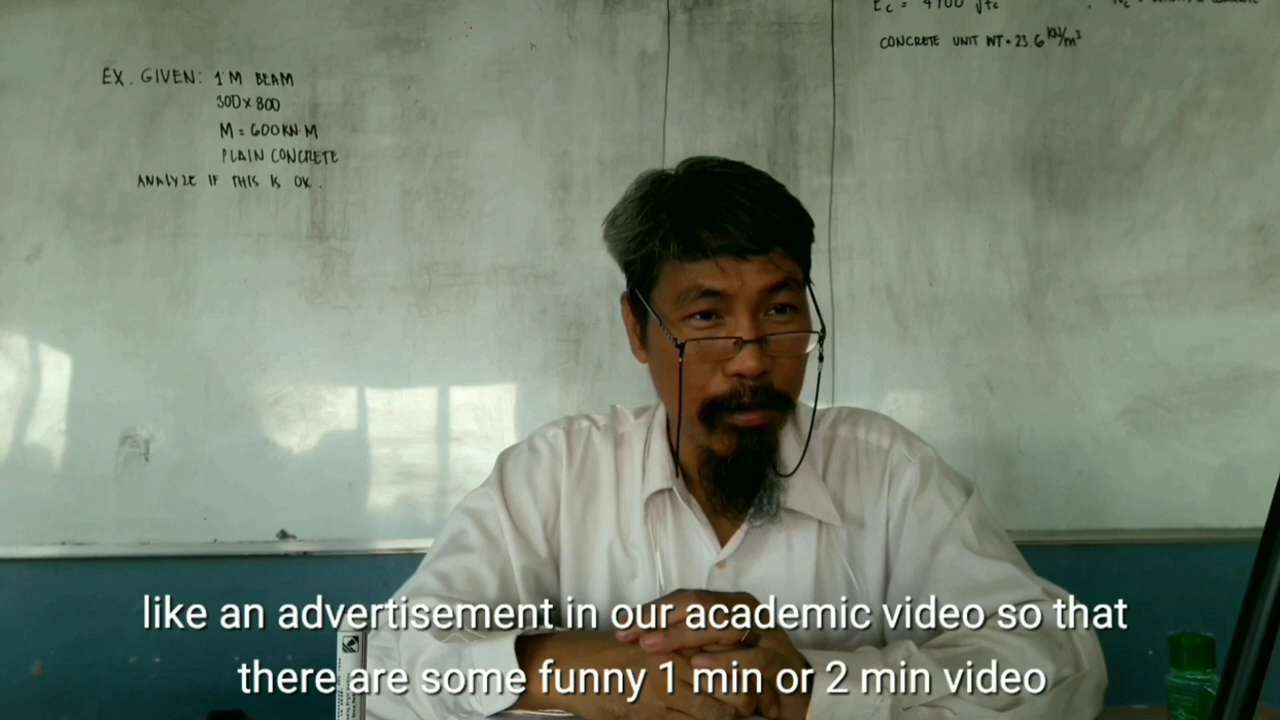 EX. GIVEN: 1 M BEAM
300 x 800
M = 600 KN·M
PLAIN CONCRETE
ANALYZE IF THIS IS OK.
Ec = 4700 √fc
CONCRETE UNIT WT = 23.6 KN/m³
like an advertisement in our academic video so that
there are some funny 1 min or 2 min video